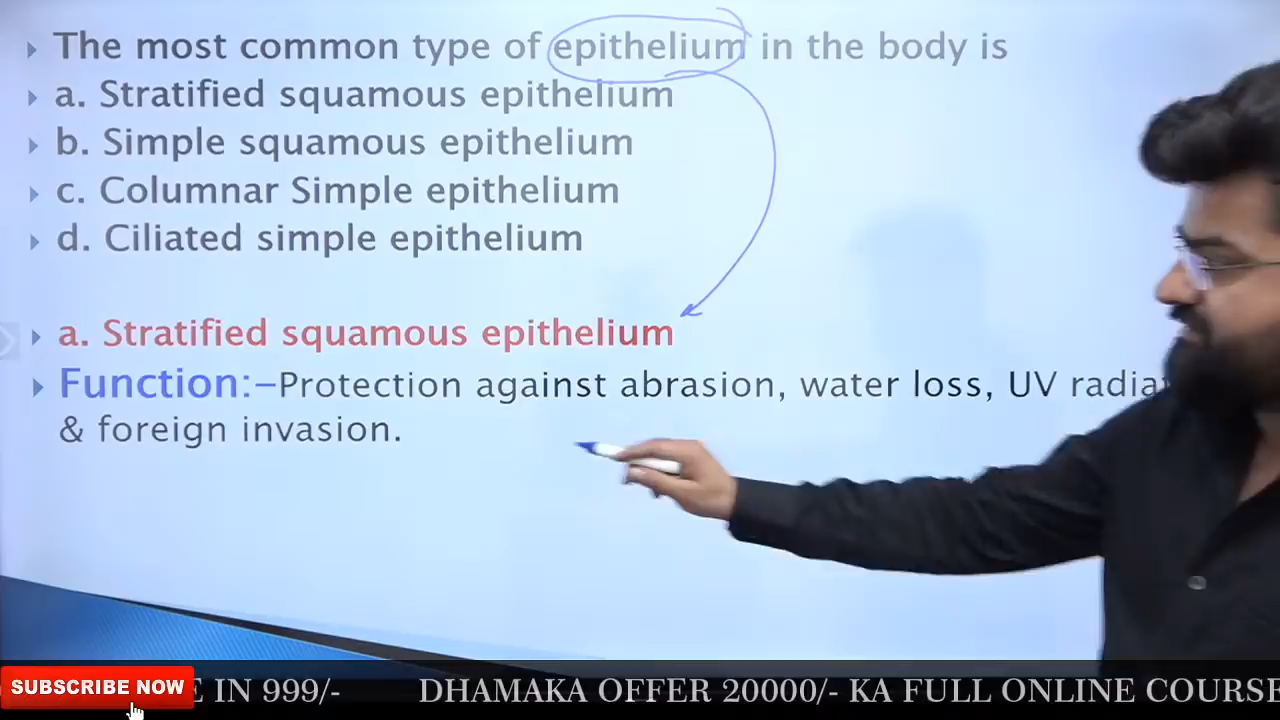 The most common type of epithelium in the body is
a. Stratified squamous epithelium
b. Simple squamous epithelium
c. Columnar Simple epithelium
d. Ciliated simple epithelium
a. Stratified squamous epithelium
Function:–Protection against abrasion, water loss, UV
& foreign invasion.
SUBSCRIBE NOW
IN 999/- DHAMAKA OFFER 20000/- KA FULL ONLINE COURSE